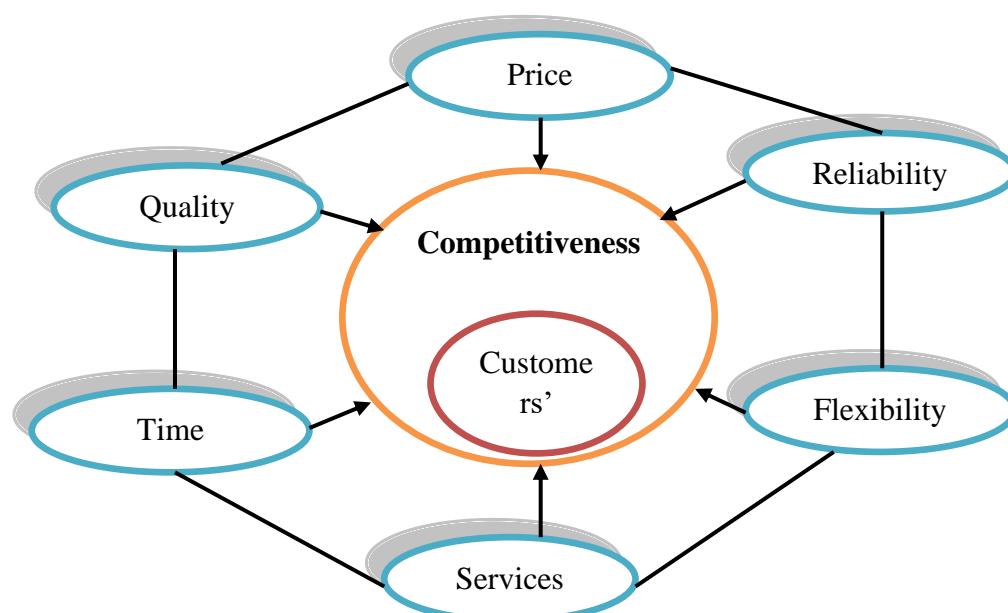 Price
Reliability
Quality
Competitiveness
Custome
rs’
Flexibility
Time
Services